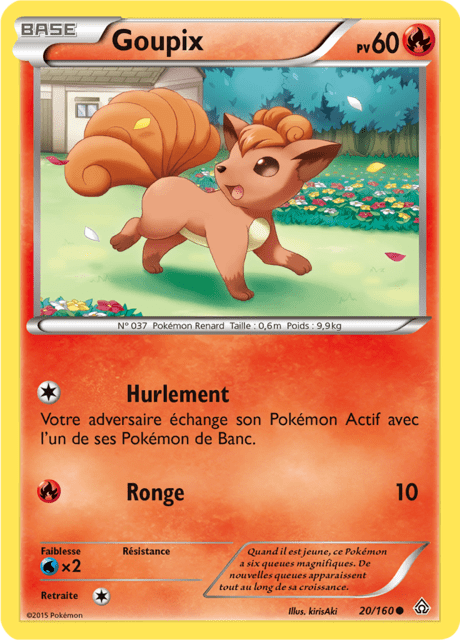 BASE Goupix PV60
N° 037 Pokémon Renard Taille : 0,6m Poids : 9,9kg
Hurlement
Votre adversaire échange son Pokémon Actif avec
l'un de ses Pokémon de Banc.
Ronge 10
Faiblesse Résistance
×2
Retraite
Quand il est jeune, ce Pokémon
a six queues magnifiques. De
nouvelles queues apparaissent
tout au long de sa croissance.
©2015 Pokémon Illus. kirisAki 20/160